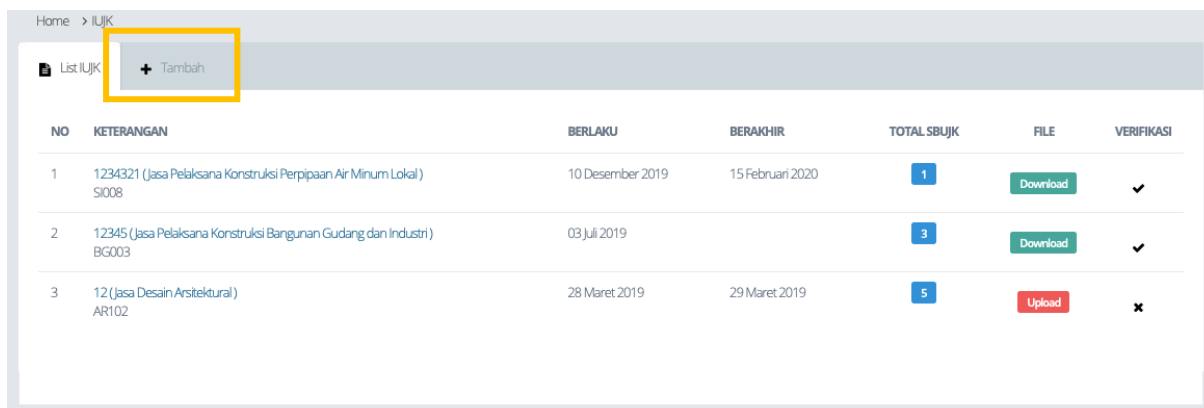 Home > IUJK
List IUJK + Tambah
NO KETERANGAN BERLAKU BERAKHIR TOTAL SBUJK FILE VERIFIKASI
1 1234321 ( Jasa Pelaksana Konstruksi Perpipaan Air Minum Lokal ) 10 Desember 2019 15 Februari 2020 1 Download
SI008
2 12345 ( Jasa Pelaksana Konstruksi Bangunan Gudang dan Industri ) 03 Juli 2019 3 Download
BG003
3 12 ( Jasa Desain Arsitektural ) 28 Maret 2019 29 Maret 2019 5 Upload
AR102